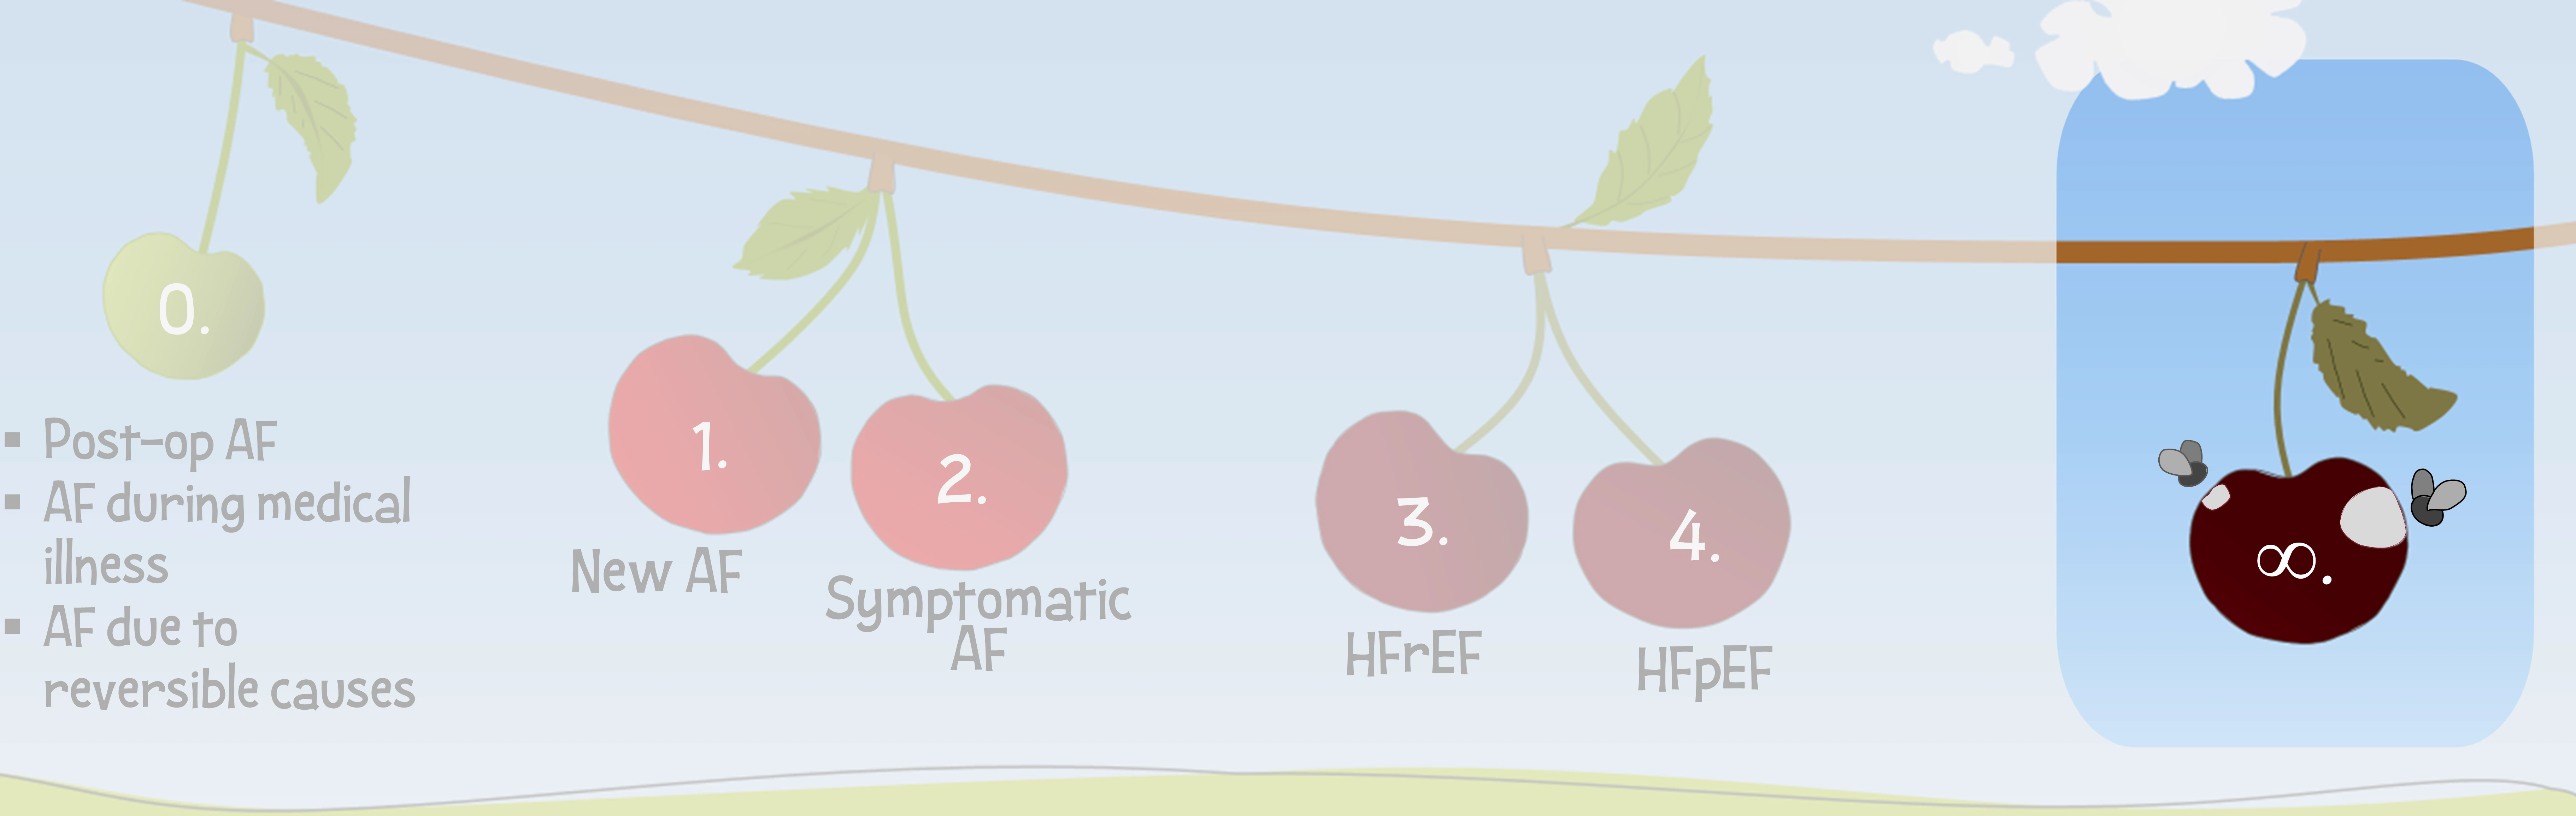 0.
▪ Post-op AF
▪ AF during medical
illness
▪ AF due to
reversible causes
1.
New AF
2.
Symptomatic
AF
3.
HFrEF
4.
HFpEF
∞.